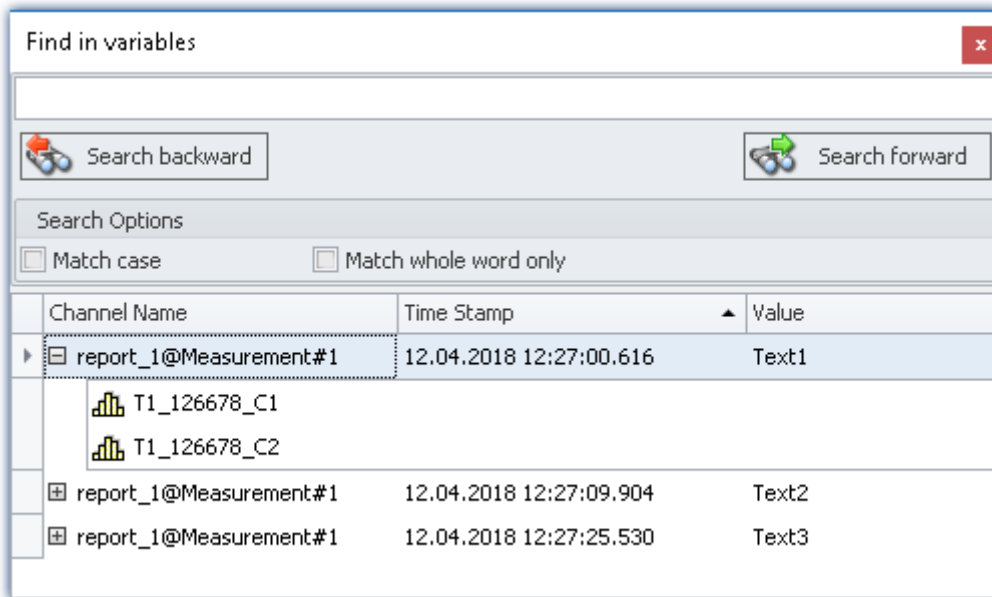 Find in variables
x
Search backward Search forward
Search Options
Match case Match whole word only
Channel Name Time Stamp Value
report_1@Measurement#1 12.04.2018 12:27:00.616 Text1
T1_126678_C1
T1_126678_C2
report_1@Measurement#1 12.04.2018 12:27:09.904 Text2
report_1@Measurement#1 12.04.2018 12:27:25.530 Text3